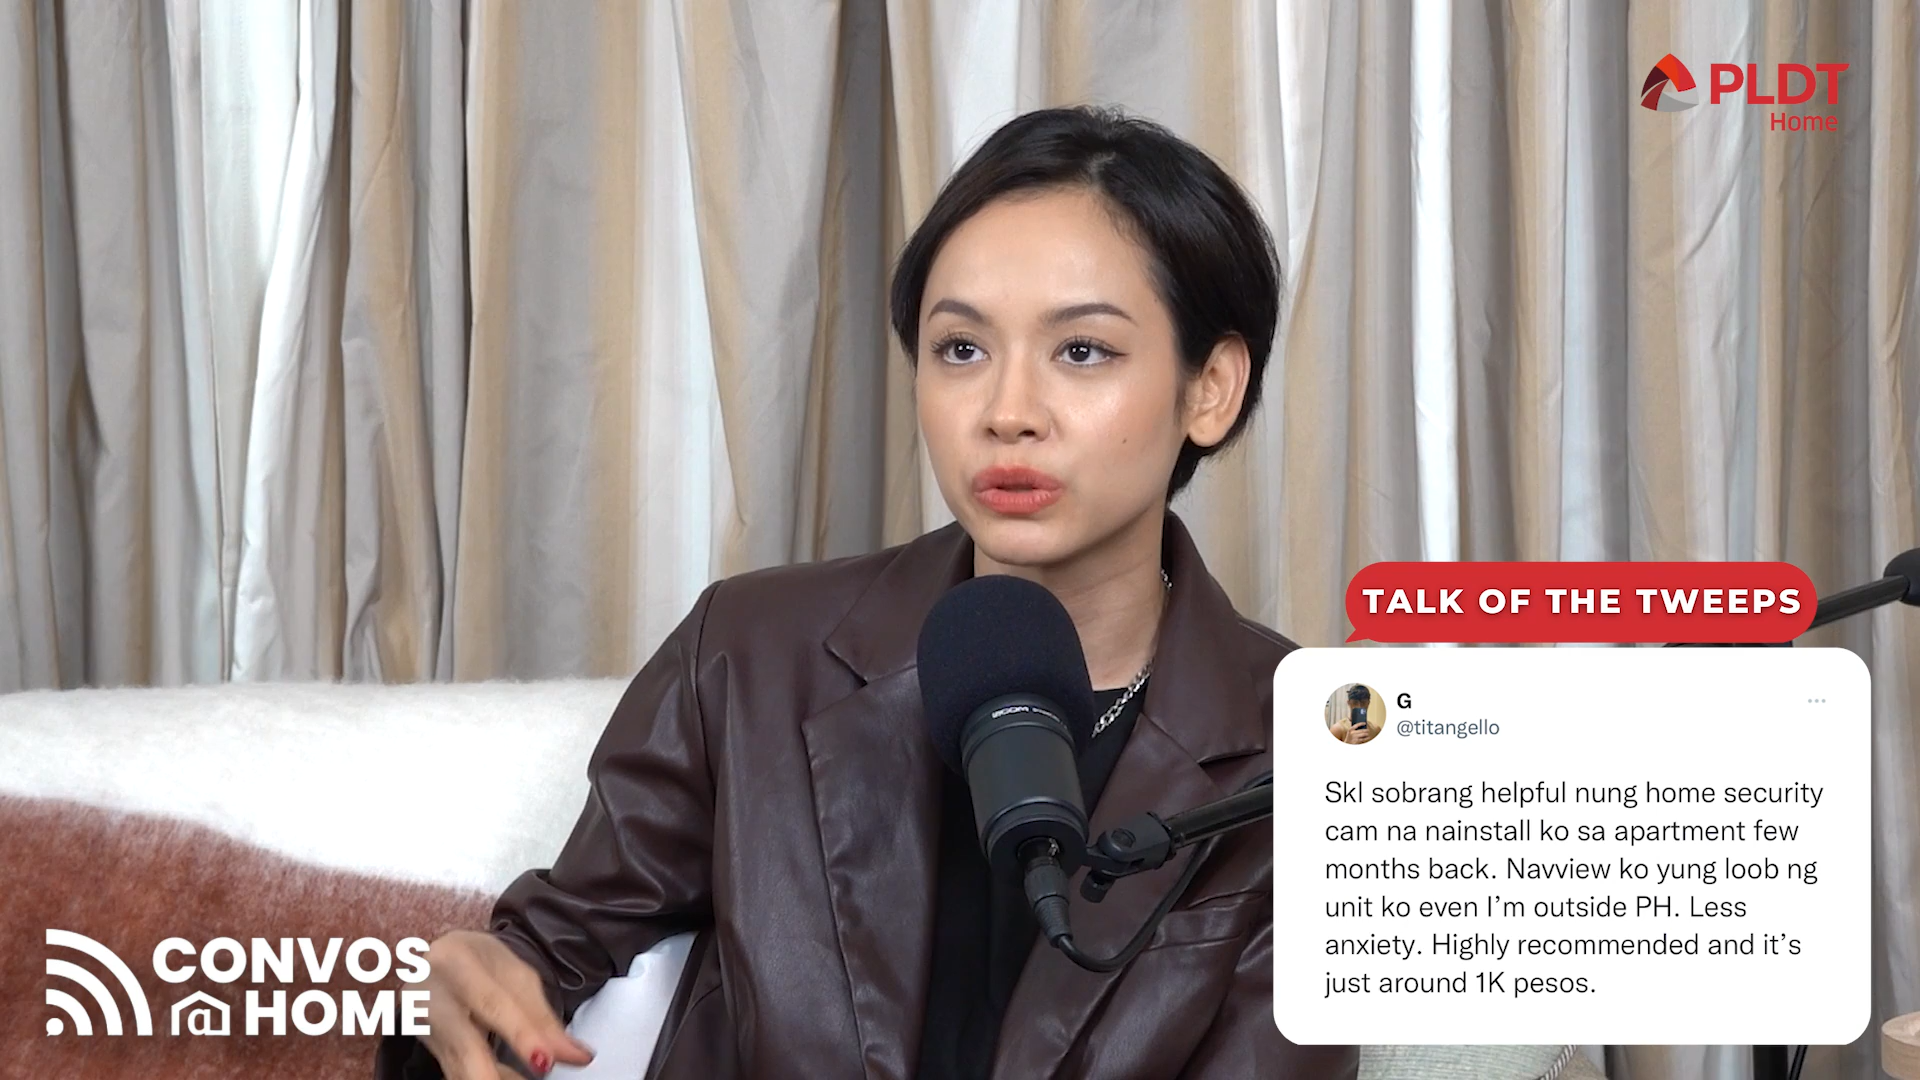 PLDT
Home
TALK OF THE TWEEPS
G
@titangello
Skl sobrang helpful nung home security
cam na nainstall ko sa apartment few
months back. Navview ko yung loob ng
unit ko even I’m outside PH. Less
anxiety. Highly recommended and it’s
just around 1K pesos.
CONVOS
@HOME